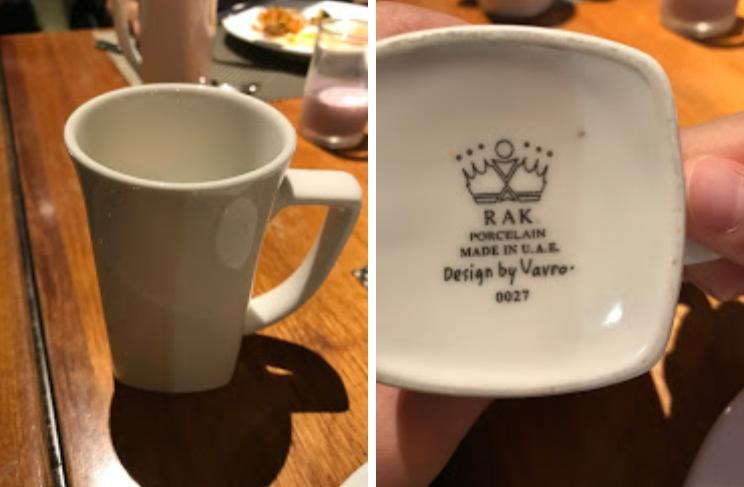 RAK
PORCELAIN
MADE IN U.A.E.
Design by Vavro.
0027